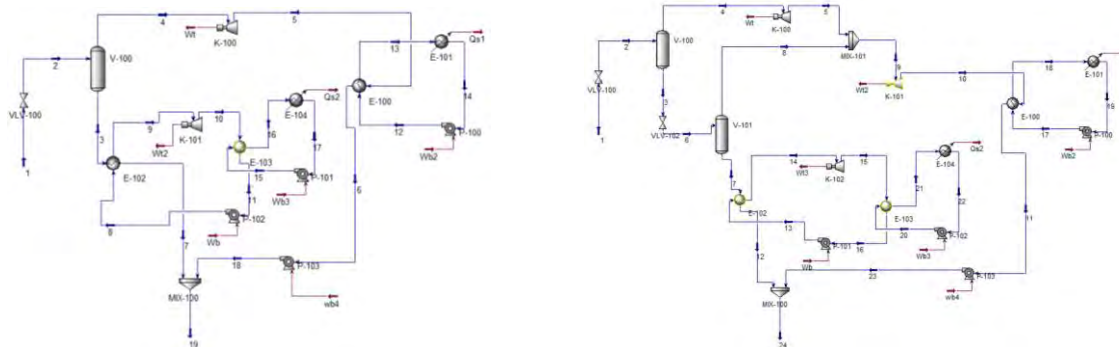 4
Wt
K-100
5
V-100
2
VLV-100
1
3
9
10
K-101
Wt2
E-102
8
16
E-104
Qs2
17
E-103
15
P-101
Wb3
11
P-102
Wb
7
MIX-100
19
18
P-103
wb4
6
13
E-101
Qs1
14
E-100
12
P-100
Wb2
4
Wt
K-100
5
V-100
2
VLV-100
1
3
VLV-102
6
8
MIX-101
9
Wt2
K-101
10
V-101
7
14
Wt3
K-102
15
E-102
13
P-101
Wb
16
12
MIX-100
24
21
E-104
Qs2
22
E-103
20
P-102
Wb3
23
P-103
wb4
11
E-101
19
E-100
17
P-100
Wb2